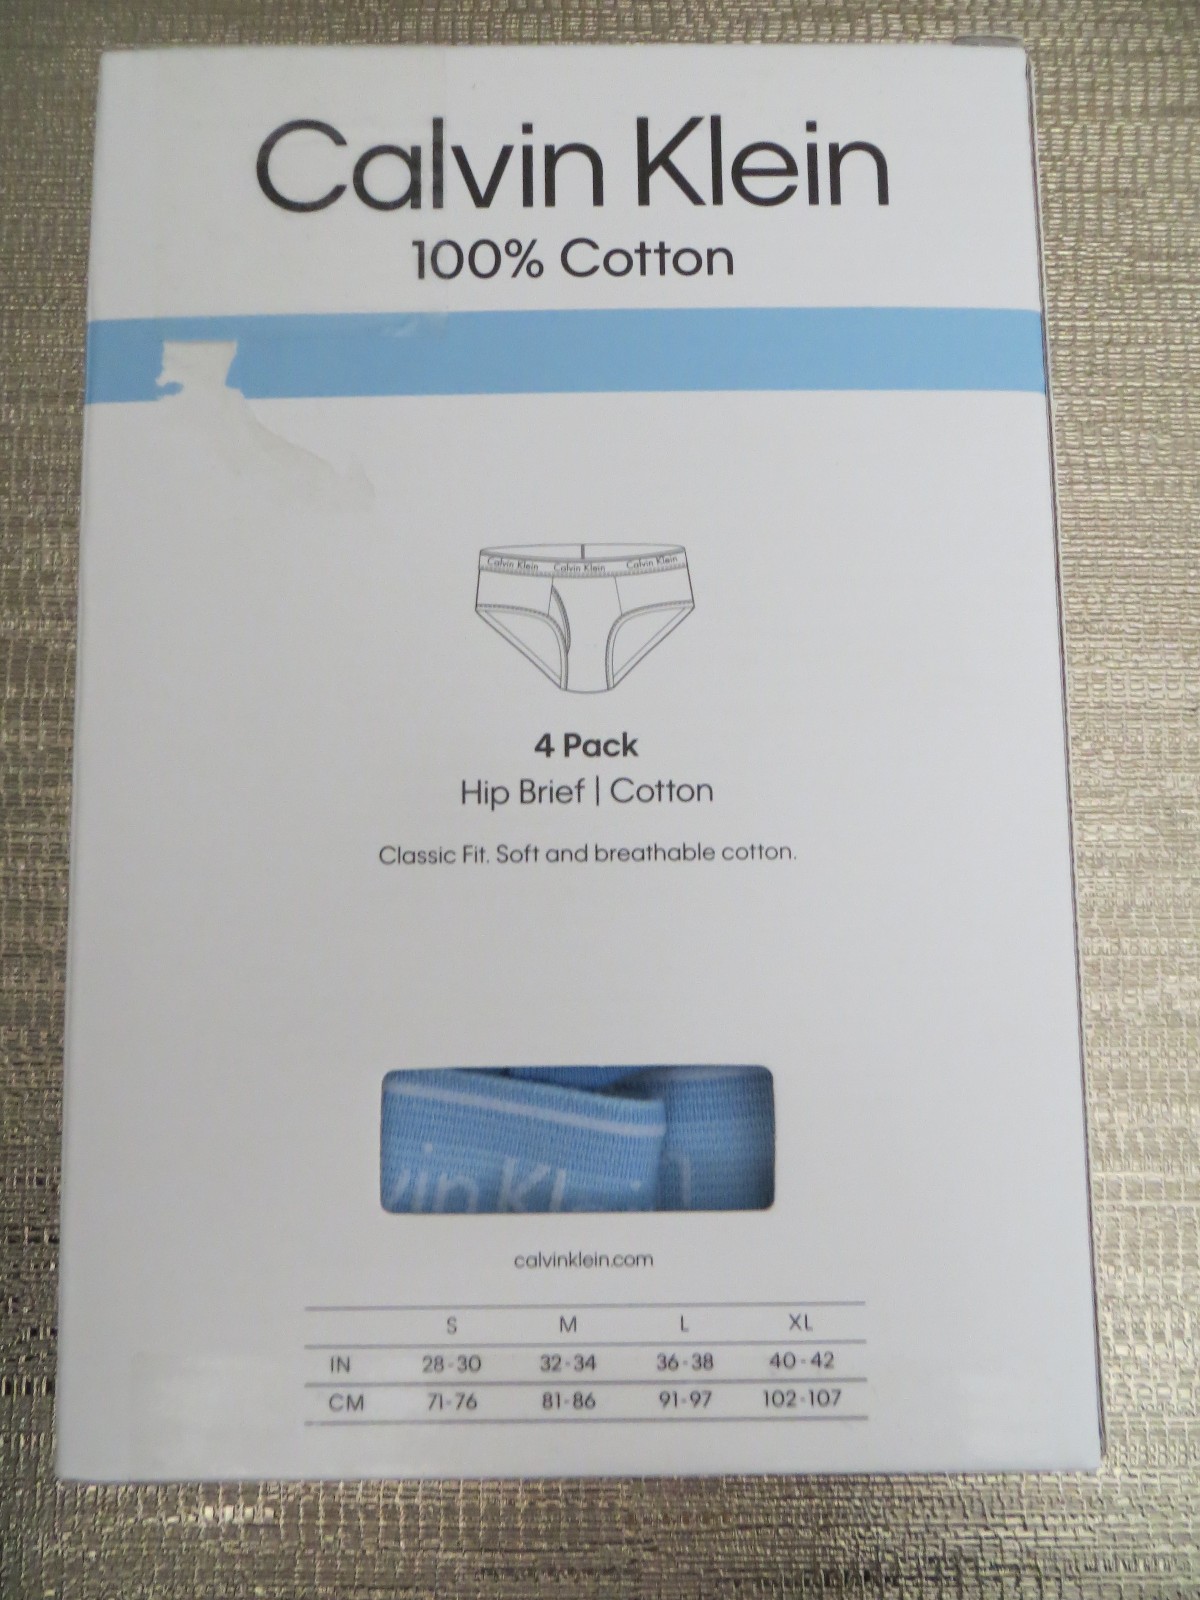 Calvin Klein
100% Cotton
Calvin Klein Calvin Klein Calvin Klein
4 Pack
Hip Brief | Cotton
Classic Fit. Soft and breathable cotton.
vin Kl
calvinklein.com
S M L XL
IN 28-30 32-34 36-38 40-42
CM 71-76 81-86 91-97 102-107